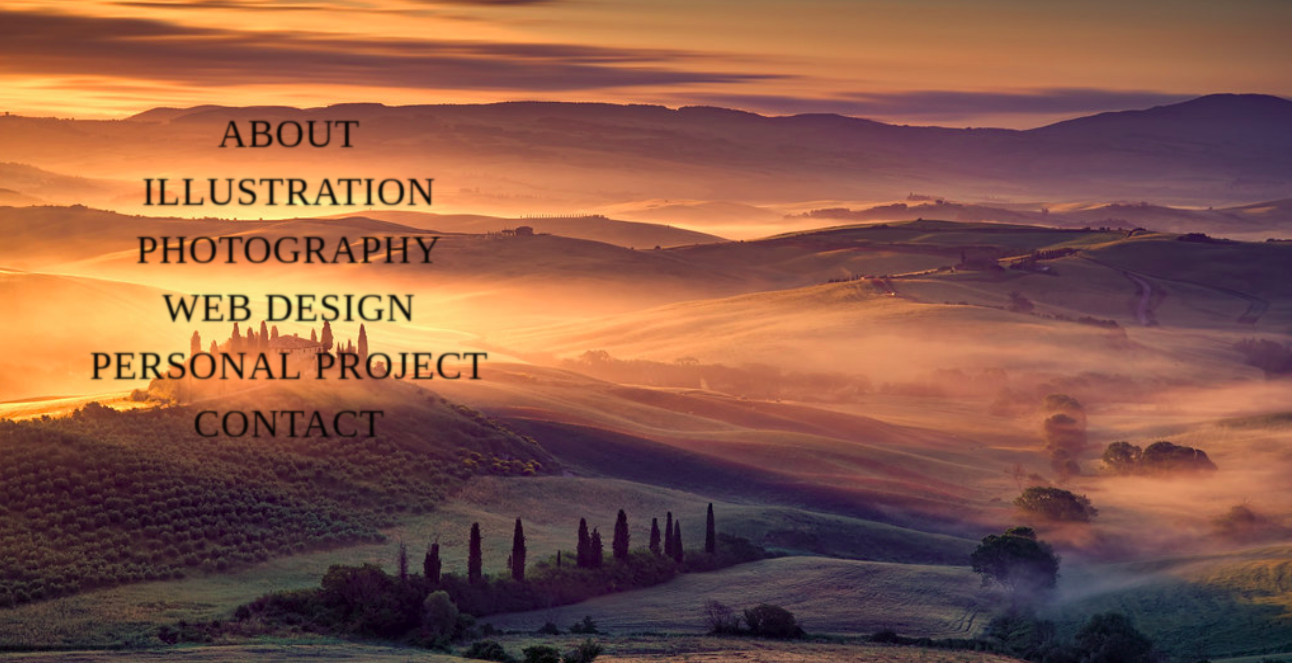 ABOUT
ILLUSTRATION
PHOTOGRAPHY
WEB DESIGN
PERSONAL PROJECT
CONTACT